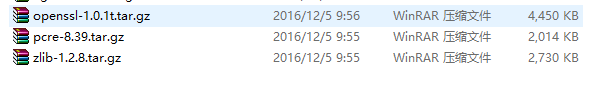 openssl-1.0.1t.tar.gz 2016/12/5 9:56 WinRAR 压缩文件 4,450 KB
pcre-8.39.tar.gz 2016/12/5 9:55 WinRAR 压缩文件 2,014 KB
zlib-1.2.8.tar.gz 2016/12/5 9:55 WinRAR 压缩文件 2,730 KB